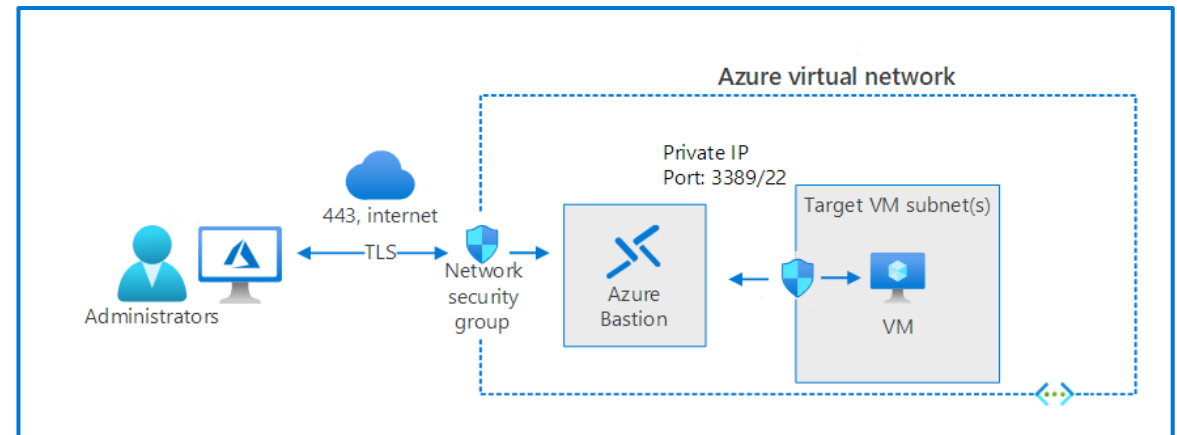 Azure virtual network
Private IP
Port: 3389/22
443, internet
TLS
Target VM subnet(s)
Network
security
group
Azure
Bastion
VM
Administrators